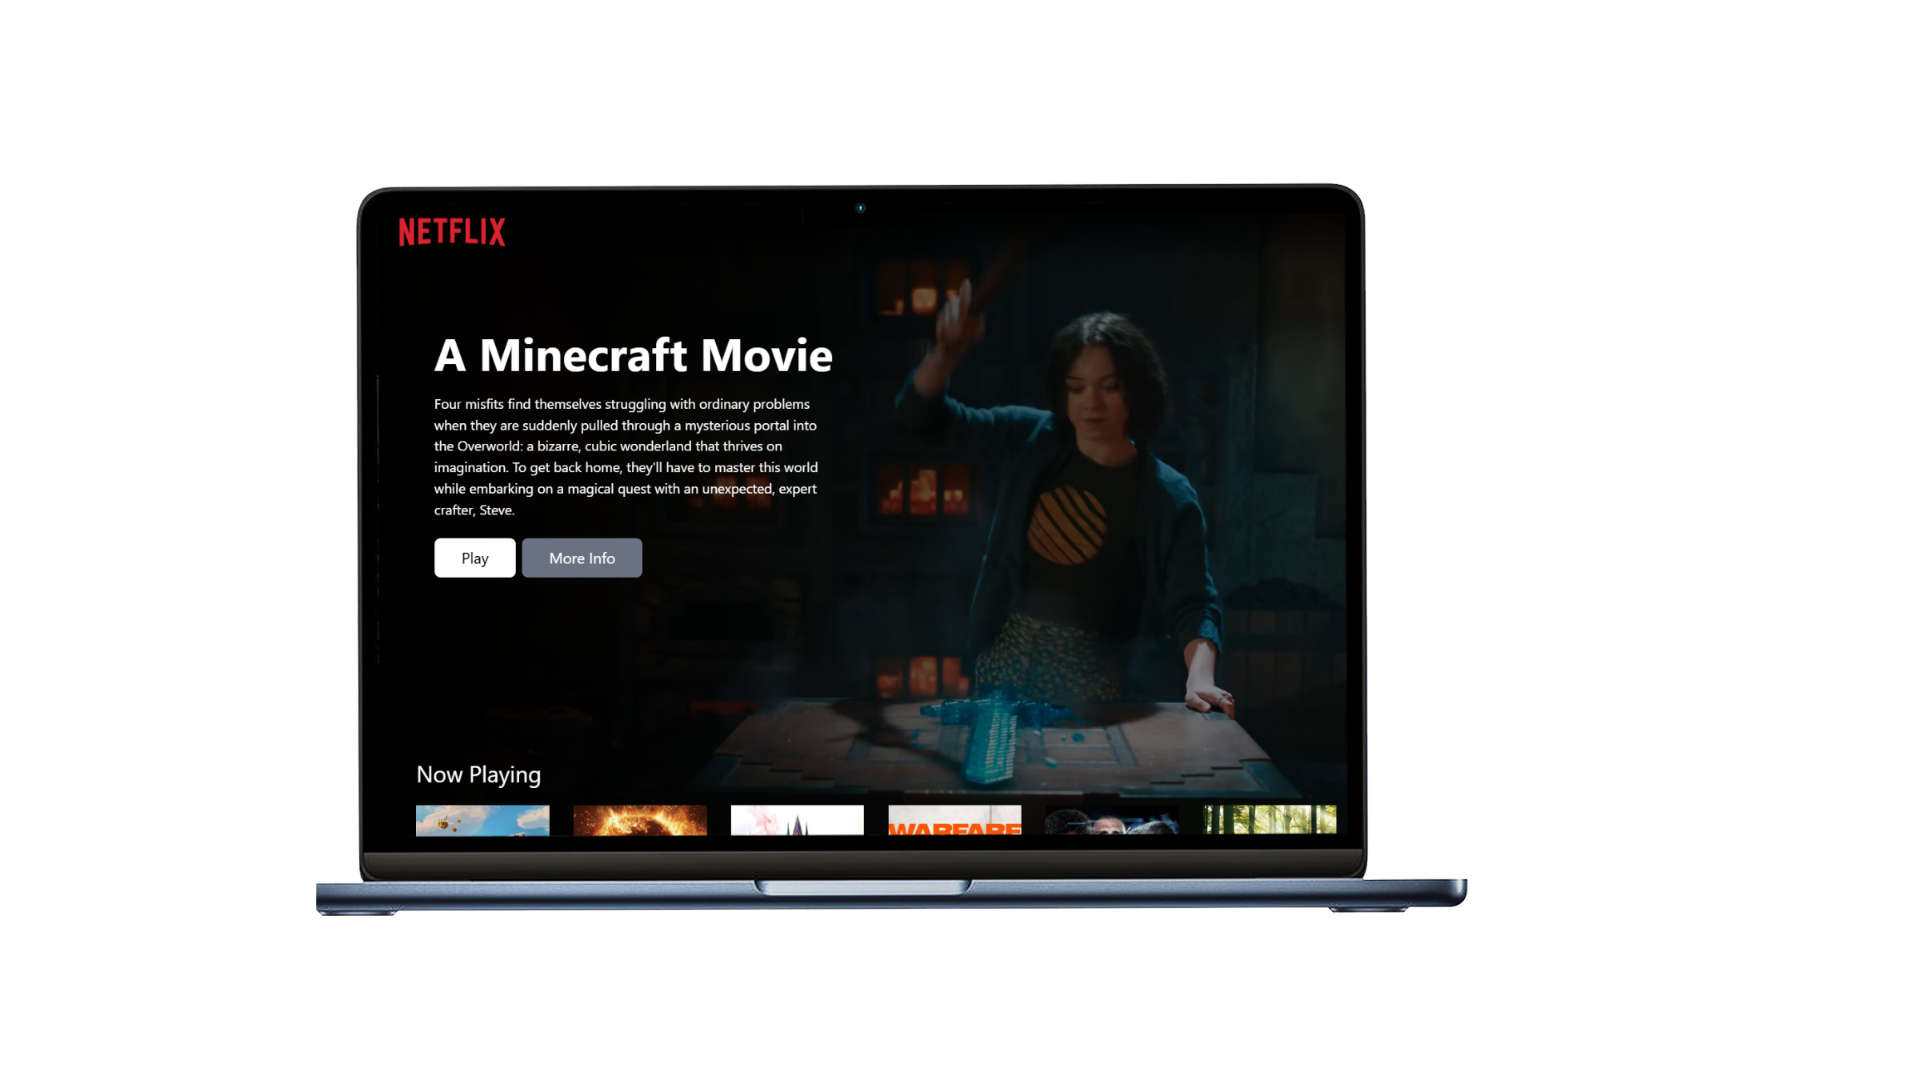 NETFLIX
A Minecraft Movie
Four misfits find themselves struggling with ordinary problems
when they are suddenly pulled through a mysterious portal into
the Overworld: a bizarre, cubic wonderland that thrives on
imagination. To get back home, they'll have to master this world
while embarking on a magical quest with an unexpected, expert
crafter, Steve.
Play More Info
Now Playing
WARFARE